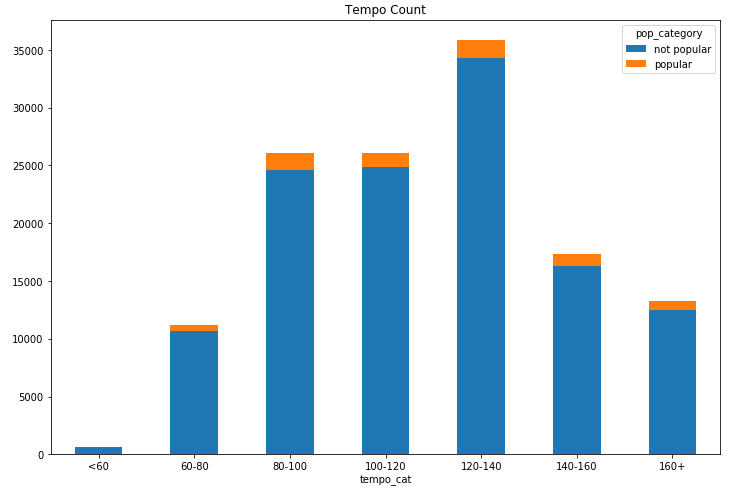 Tempo Count
pop_category
not popular
popular
35000
30000
25000
20000
15000
10000
5000
0
<60 60-80 80-100 100-120 120-140 140-160 160+
tempo_cat